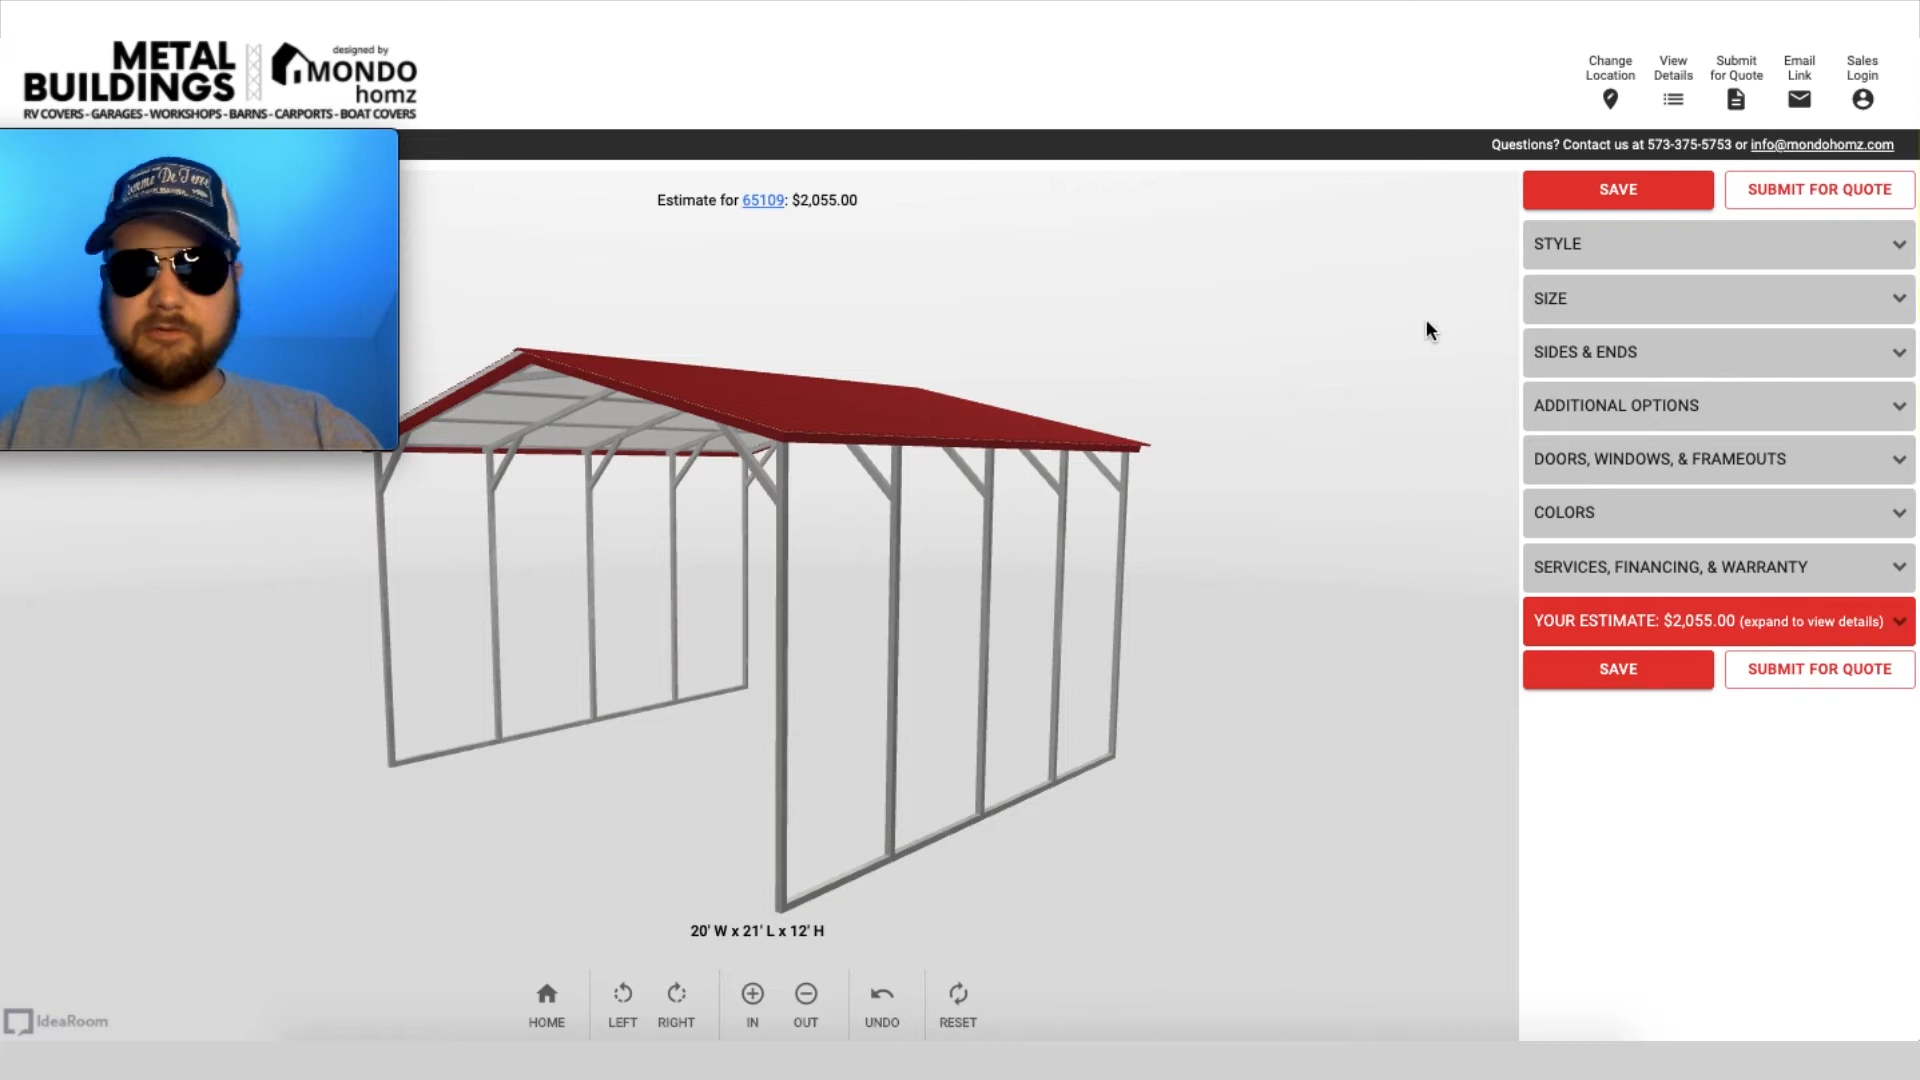 METAL
BUILDINGS
designed by
MONDO
homz
RV COVERS - GARAGES - WORKSHOPS - BARNS - CARPORTS - BOAT COVERS
Change
Location
View
Details
Submit
for Quote
Email
Link
Sales
Login
Questions? Contact us at 573-375-5753 or info@mondohomz.com
Estimate for 65109: $2,055.00
SAVE
SUBMIT FOR QUOTE
STYLE
SIZE
SIDES & ENDS
ADDITIONAL OPTIONS
DOORS, WINDOWS, & FRAMEOUTS
COLORS
SERVICES, FINANCING, & WARRANTY
YOUR ESTIMATE: $2,055.00 (expand to view details)
SAVE
SUBMIT FOR QUOTE
20' W x 21' L x 12' H
HOME
LEFT
RIGHT
IN
OUT
UNDO
RESET
IdeaRoom